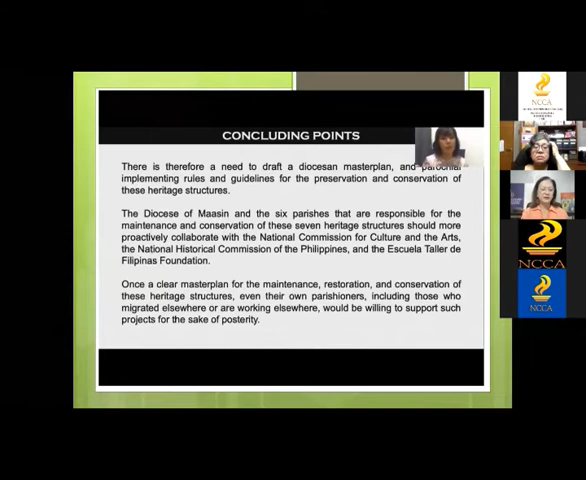 CONCLUDING POINTS
There is therefore a need to draft a diocesan masterplan, and parochial
implementing rules and guidelines for the preservation and conservation of
these heritage structures.
The Diocese of Maasin and the six parishes that are responsible for the
maintenance and conservation of these seven heritage structures should more
proactively collaborate with the National Commission for Culture and the Arts,
the National Historical Commission of the Philippines, and the Escuela Taller de
Filipinas Foundation.
Once a clear masterplan for the maintenance, restoration, and conservation of
these heritage structures, even their own parishioners, including those who
migrated elsewhere or are working elsewhere, would be willing to support such
projects for the sake of posterity.
NCCA
NCCA
NCCA